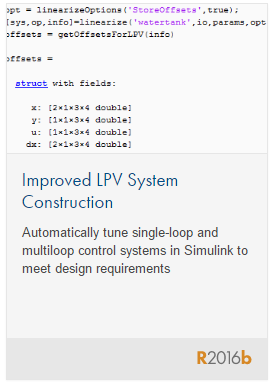 opt = linearizeOptions('StoreOffsets',true);
[sys,op,info]=linearize('watertank',io,params,opt
offsets = getOffsetsForLPV(info)
offsets =
struct with fields:
x: [2×1×3×4 double]
y: [1×1×3×4 double]
u: [1×1×3×4 double]
dx: [2×1×3×4 double]
Improved LPV System
Construction
Automatically tune single-loop and
multiloop control systems in Simulink to
meet design requirements
R2016b